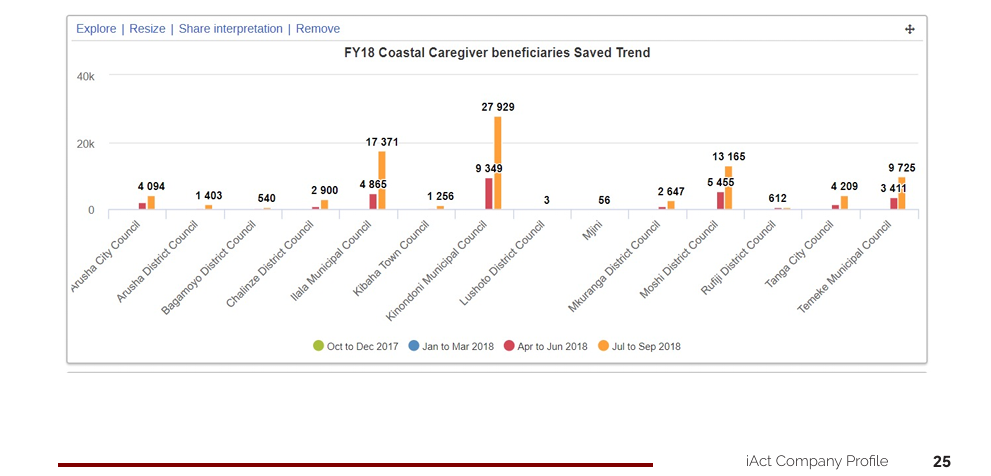 Explore | Resize | Share interpretation | Remove
FY18 Coastal Caregiver beneficiaries Saved Trend
40k
20k
0
4 094
1 403
540
2 900
17 371
4 865
1 256
27 929
9 349
3
56
2 647
13 165
5 455
612
4 209
9 725
3 411
Arusha City Council
Arusha District Council
Bagamoyo District Council
Chalinze District Council
Ilala Municipal Council
Kibaha Town Council
Kinondoni Municipal Council
Lushoto District Council
Mjini
Mkuranga District Council
Moshi District Council
Rufiji District Council
Tanga City Council
Temeke Municipal Council
Oct to Dec 2017 Jan to Mar 2018 Apr to Jun 2018 Jul to Sep 2018
iAct Company Profile 25